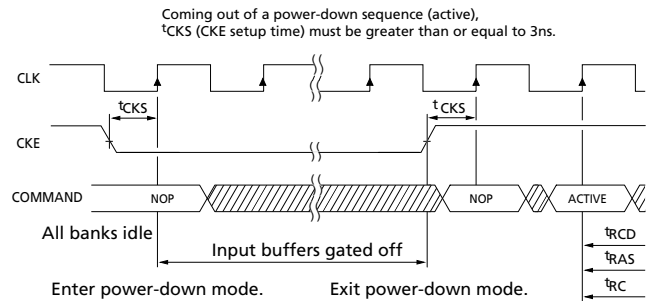 Coming out of a power-down sequence (active),
tCKS (CKE setup time) must be greater than or equal to 3ns.
CLK
tCKS
tCKS
CKE
COMMAND
NOP
NOP
ACTIVE
All banks idle
Input buffers gated off
tRCD
tRAS
tRC
Enter power-down mode.
Exit power-down mode.